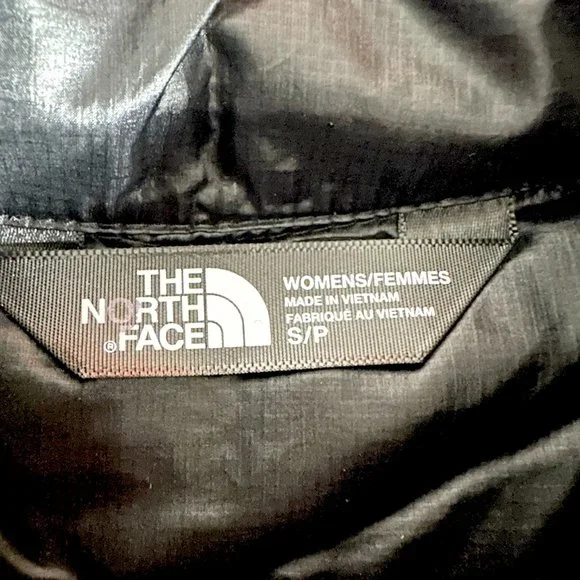 THE
NORTH
®FACE
WOMENS/FEMMES
MADE IN VIETNAM
FABRIQUÉ AU VIETNAM
S/P